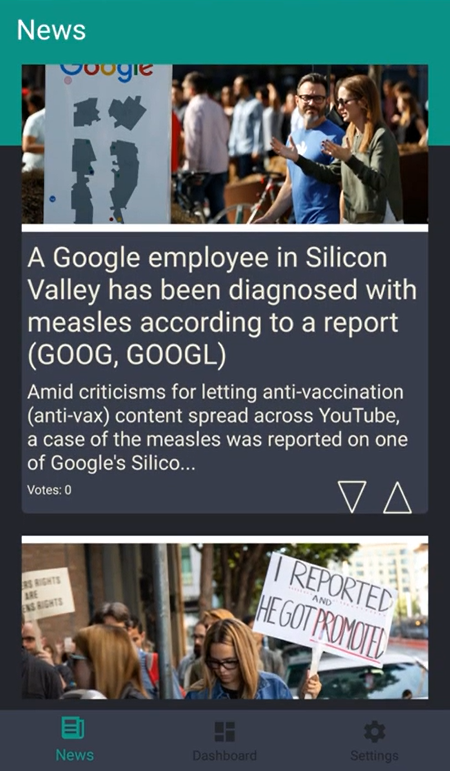 News
Google
A Google employee in Silicon
Valley has been diagnosed with
measles according to a report
(GOOG, GOOGL)
Amid criticisms for letting anti-vaccination
(anti-vax) content spread across YouTube,
a case of the measles was reported on one
of Google's Silico...
Votes: 0
RIGHTS
ARE
RIGHTS
I REPORTED
AND
HE GOT PROMOTED
News
Dashboard
Settings